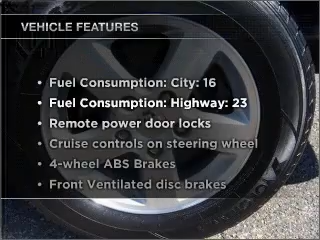 VEHICLE FEATURES
• Fuel Consumption: City: 16
• Fuel Consumption: Highway: 23
• Remote power door locks
• Cruise controls on steering wheel
• 4-wheel ABS Brakes
• Front Ventilated disc brakes